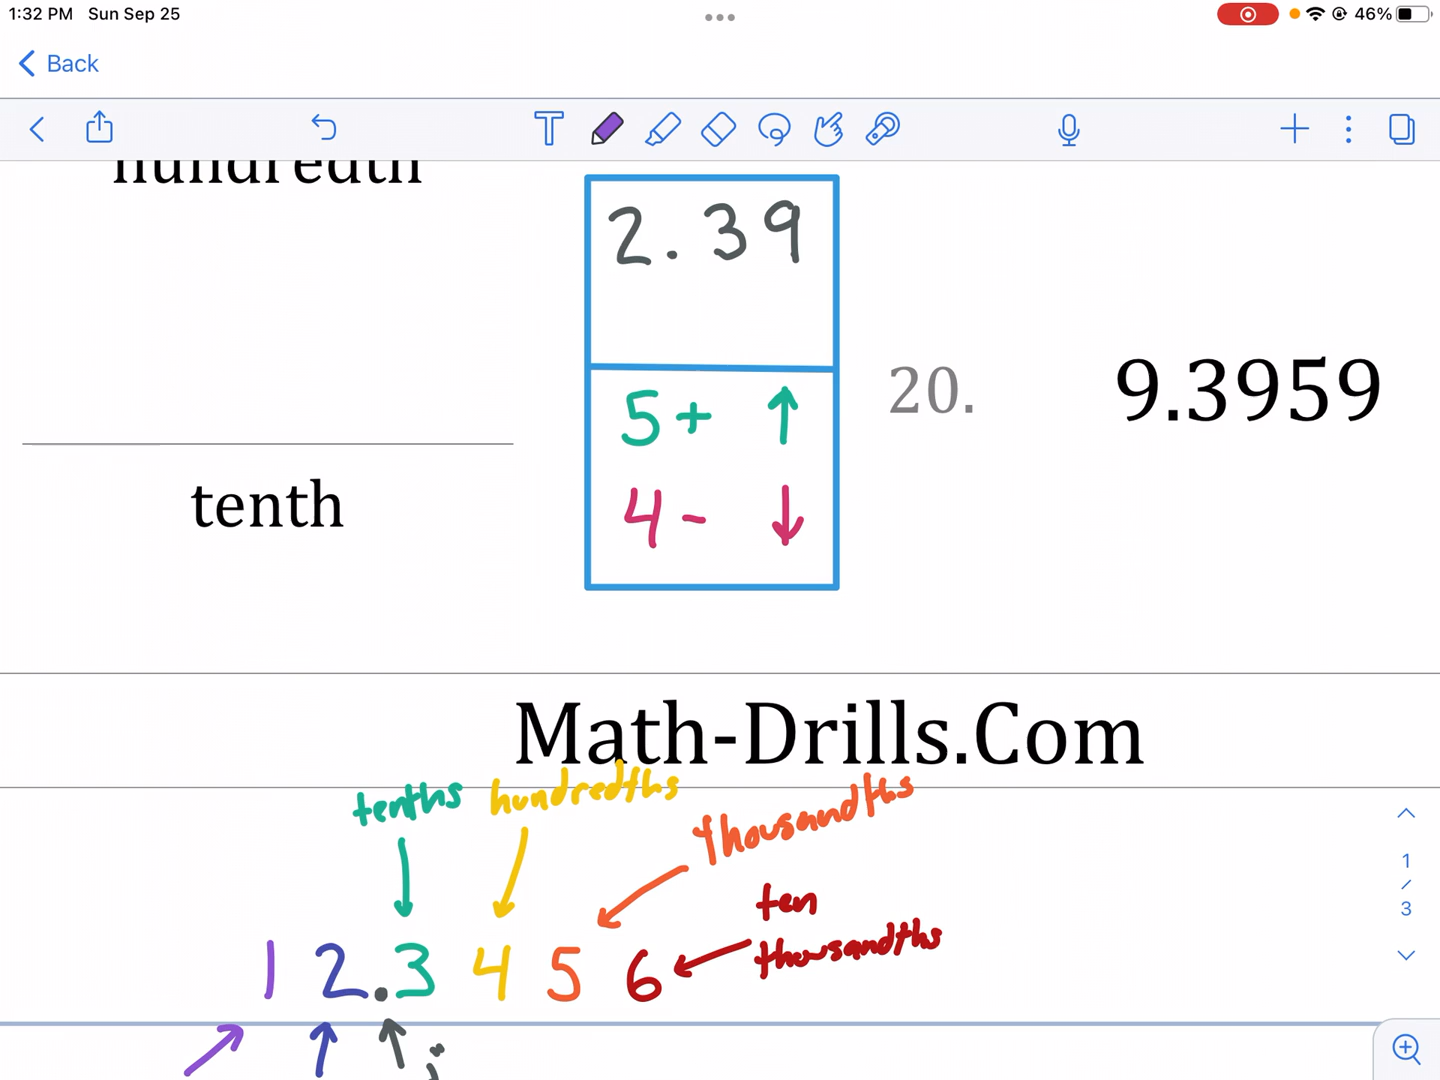 1:32 PM Sun Sep 25
46%
Back
T
hundredth
2.39
5+ ↑
4- ↓
20. 9.3959
tenth
Math-Drills.Com
tenths hundredths thousandths
ten
thousandths
12.3456
1
/
3